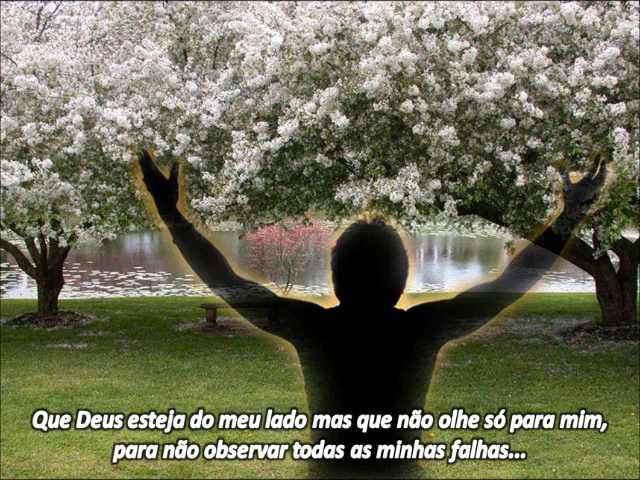 Que Deus esteja do meu lado mas que não olhe só para mim,
para não observar todas as minhas falhas...